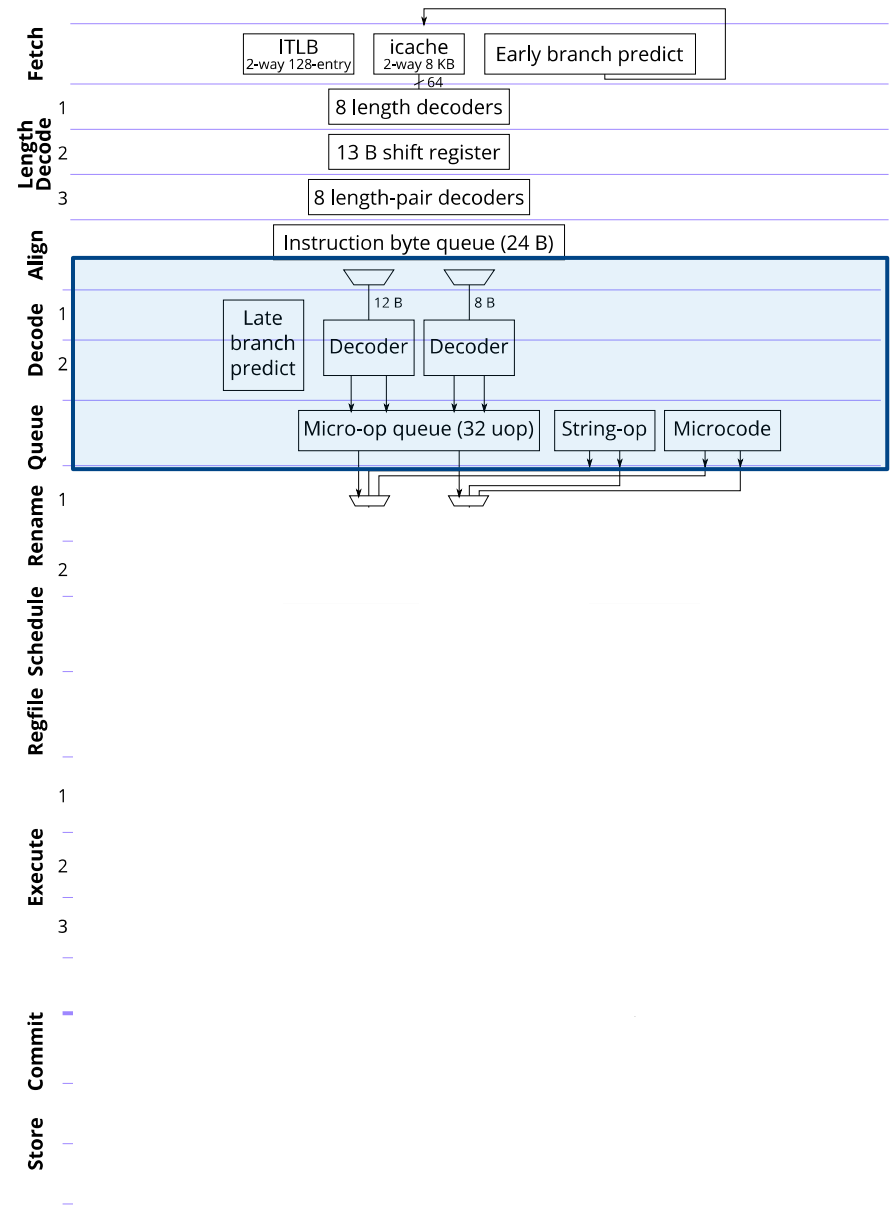 Fetch
ITLB
2-way 128-entry
icache
2-way 8 KB
Early branch predict
64
Length
Decode
1
8 length decoders
2
13 B shift register
3
8 length-pair decoders
Align
Instruction byte queue (24 B)
12 B
8 B
Decode
1
2
Late
branch
predict
Decoder
Decoder
Queue
Micro-op queue (32 uop)
String-op
Microcode
Rename
1
2
Schedule
Regfile
Execute
1
2
3
Commit
Store